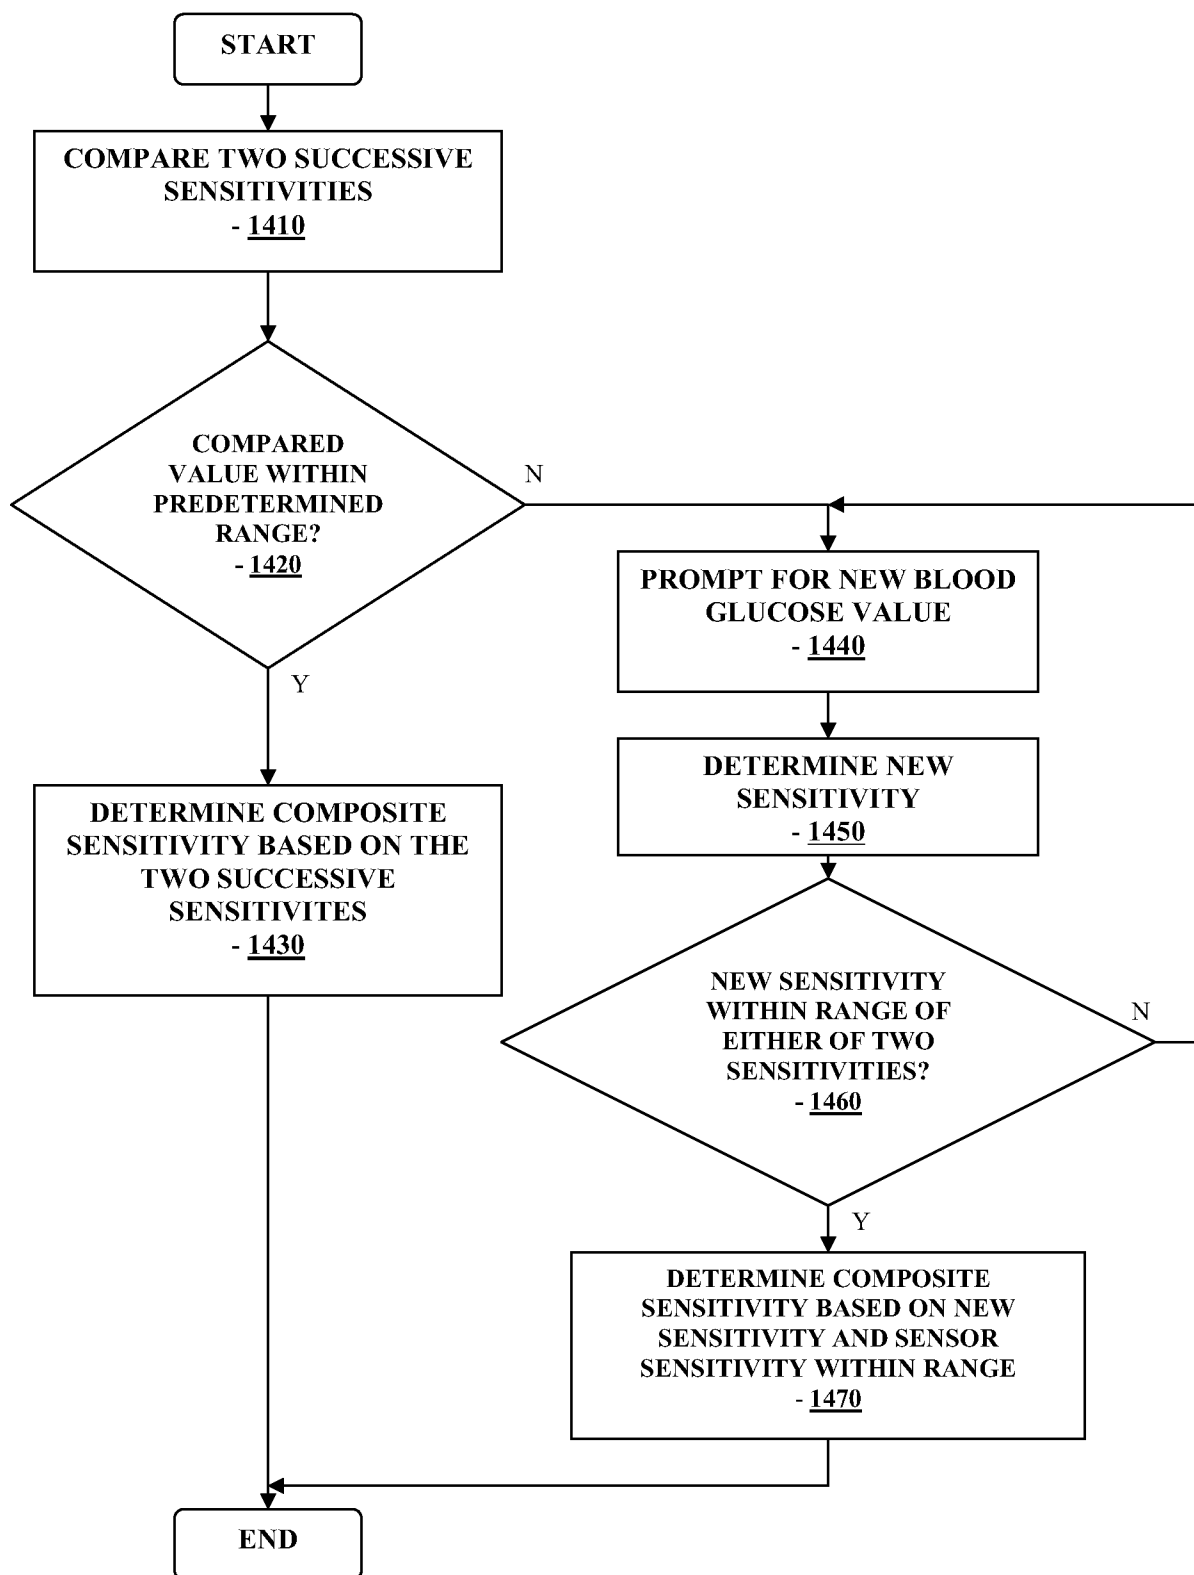 START
COMPARE TWO SUCCESSIVE
SENSITIVITIES
- 1410
COMPARED
VALUE WITHIN
PREDETERMINED
RANGE?
- 1420
N
Y
DETERMINE COMPOSITE
SENSITIVITY BASED ON THE
TWO SUCCESSIVE
SENSITIVITES
- 1430
PROMPT FOR NEW BLOOD
GLUCOSE VALUE
- 1440
DETERMINE NEW
SENSITIVITY
- 1450
NEW SENSITIVITY
WITHIN RANGE OF
EITHER OF TWO
SENSITIVITIES?
- 1460
N
Y
DETERMINE COMPOSITE
SENSITIVITY BASED ON NEW
SENSITIVITY AND SENSOR
SENSITIVITY WITHIN RANGE
- 1470
END